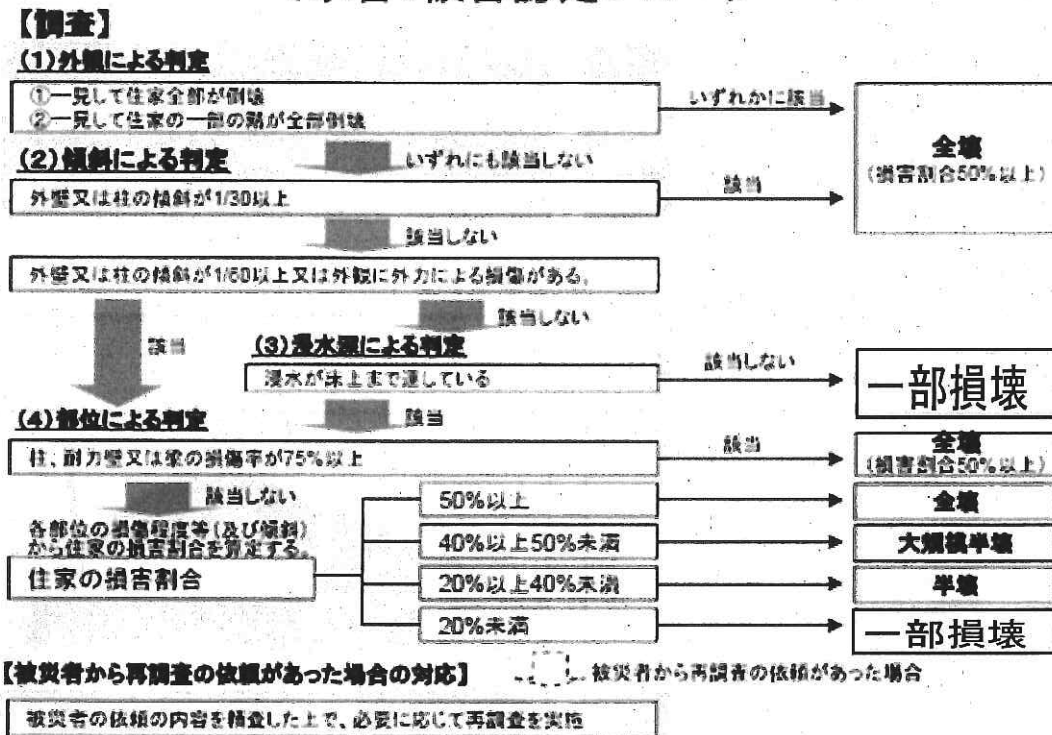 【調査】
(1)外観による判定
①一見して住家全部が倒壊
②一見して住家の一部の階が全部倒壊
いずれかに該当
全壊
(損害割合50%以上)
いずれにも該当しない
(2)傾斜による判定
外壁又は柱の傾斜が1/30以上
該当
該当しない
外壁又は柱の傾斜が1/60以上又は外観に外力による損傷がある。
該当
該当しない
(3)浸水深による判定
浸水が床上まで達している
該当しない
一部損壊
該当
(4)部位による判定
柱、耐力壁又は梁の損傷率が75%以上
該当
全壊
(損害割合50%以上)
該当しない
各部位の損傷程度等(及び傾斜)
から住家の損害割合を算定する。
住家の損害割合
50%以上
全壊
40%以上50%未満
大規模半壊
20%以上40%未満
半壊
20%未満
一部損壊
【被災者から再調査の依頼があった場合の対応】
被災者から再調査の依頼があった場合
被災者の依頼の内容を精査した上で、必要に応じて再調査を実施